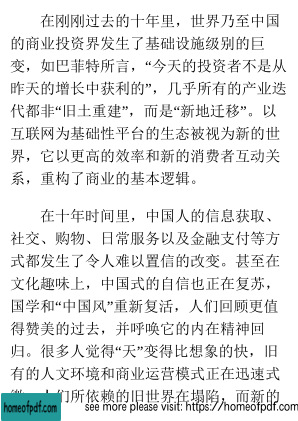 在刚刚过去的十年里，世界乃至中国
的商业投资界发生了基础设施级别的巨
变，如巴菲特所言，“今天的投资者不是从
昨天的增长中获利的”，几乎所有的产业迭
代都非“旧土重建”，而是“新地迁移”。以
互联网为基础性平台的生态被视为新的世
界，它以更高的效率和新的消费者互动关
系，重构了商业的基本逻辑。
在十年时间里，中国人的信息获取、
社交、购物、日常服务以及金融支付等方
式都发生了令人难以置信的改变。甚至在
文化趣味上，中国式的自信也正在复苏，
国学和“中国风”重新复活，人们回顾更值
得赞美的过去，并呼唤它的内在精神回
归。很多人觉得“天”变得比想象的快，旧
有的人文环境和商业运营模式正在迅速式
人们所依赖的旧世界在塌陷，而新的
homeofpdf.com
see more please visit: https://homeofpdf.com